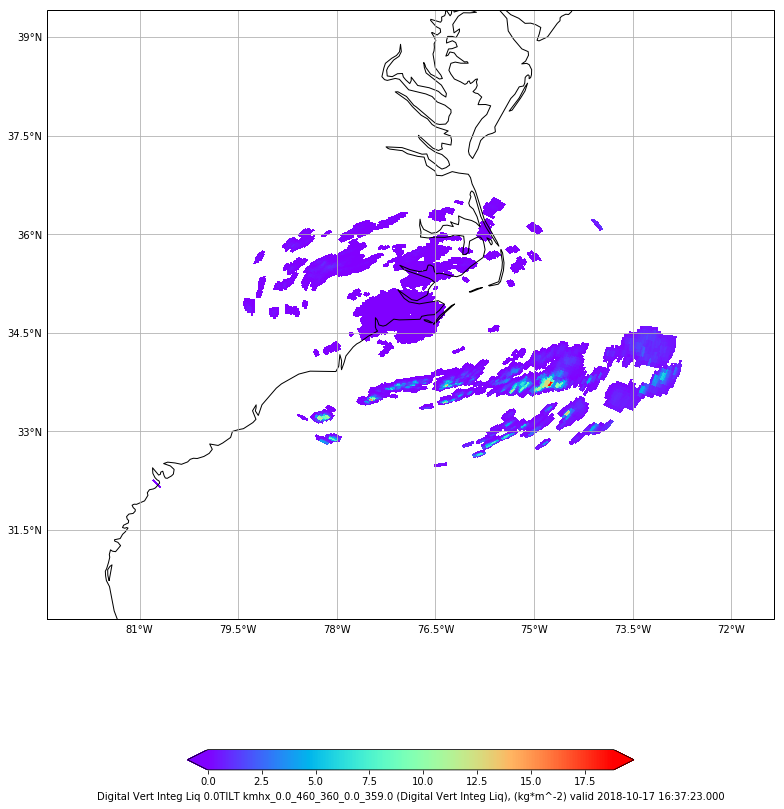 39°N
37.5°N
36°N
34.5°N
33°N
31.5°N
81°W 79.5°W 78°W 76.5°W 75°W 73.5°W 72°W
0.0 2.5 5.0 7.5 10.0 12.5 15.0 17.5
Digital Vert Integ Liq 0.0TILT kmhx_0.0_460_360_0.0_359.0 (Digital Vert Integ Liq), (kg*m^-2) valid 2018-10-17 16:37:23.000